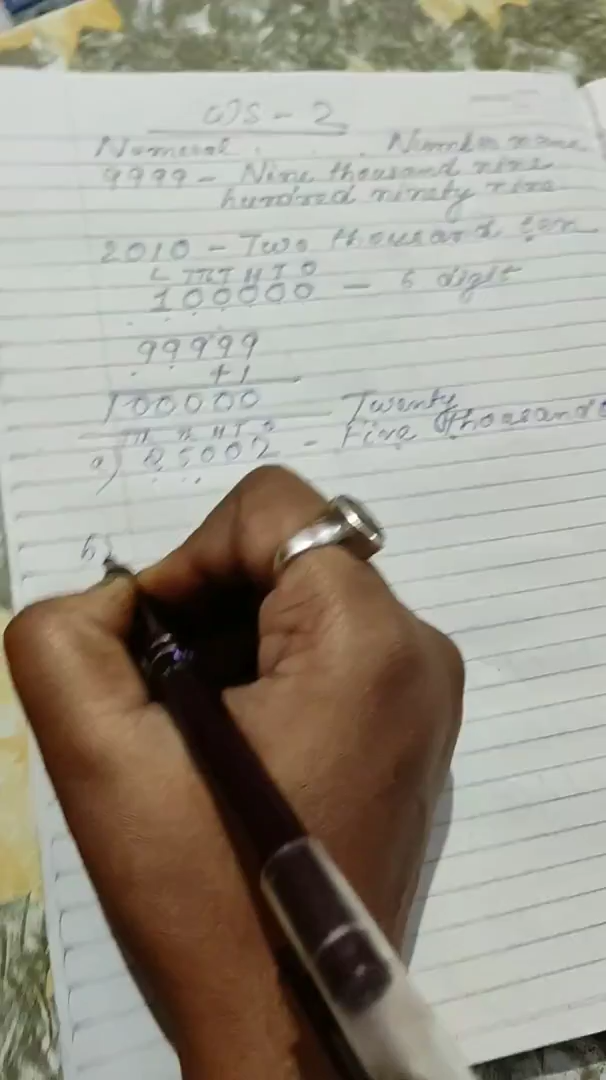 - 2
Numeral Number name
9999 - Nine thousand nine
hundred ninety nine
2010 - Two thousand ten
L TTH TH H T O
100000 - 6 digit
99999
+1
100000
Twenty
TTH TH H T O
a) 25002 - Five thousand
b)